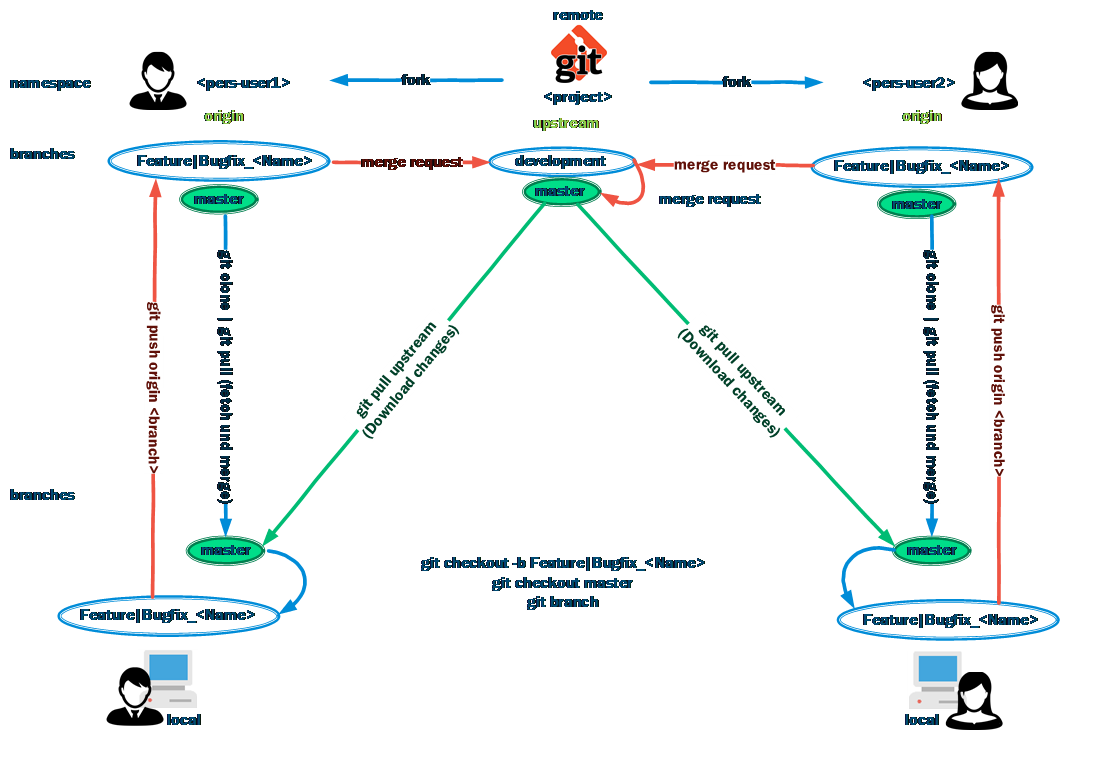 remote
git
namespace
<pers-user1>
fork
<project>
fork
<pers-user2>
origin
upstream
origin
branches
Feature|Bugfix_<Name>
merge request
development
merge request
Feature|Bugfix_<Name>
master
master
merge request
master
git clone | git pull (fetch und merge)
git push origin <branch>
git pull upstream
(Download changes)
git pull upstream
(Download changes)
git clone | git pull (fetch und merge)
git push origin <branch>
branches
master
master
git checkout -b Feature|Bugfix_<Name>
git checkout master
git branch
Feature|Bugfix_<Name>
Feature|Bugfix_<Name>
local
local